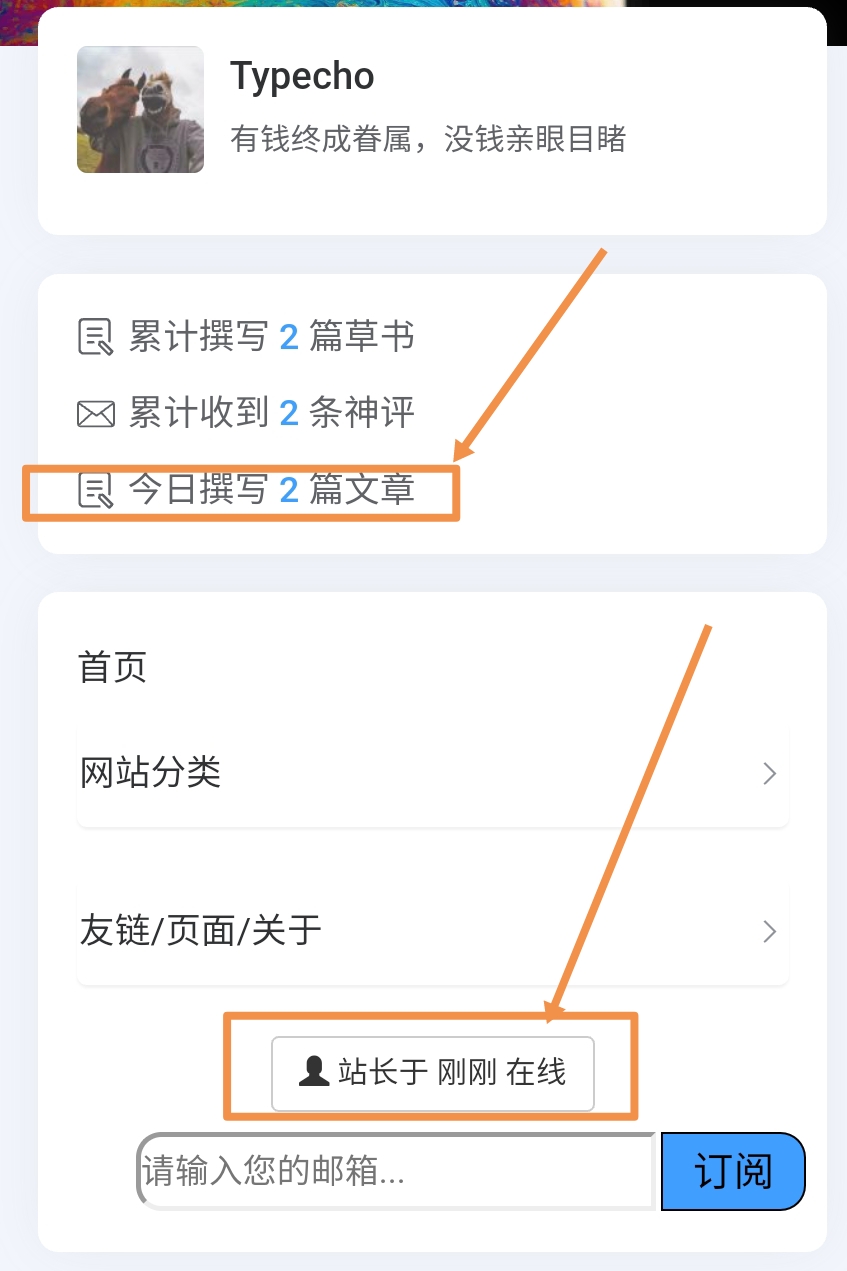 Typecho
有钱终成眷属，没钱亲眼目睹
累计撰写 2 篇草书
累计收到 2 条神评
今日撰写 2 篇文章
首页
网站分类
友链/页面/关于
站长于 刚刚 在线
请输入您的邮箱...
订阅